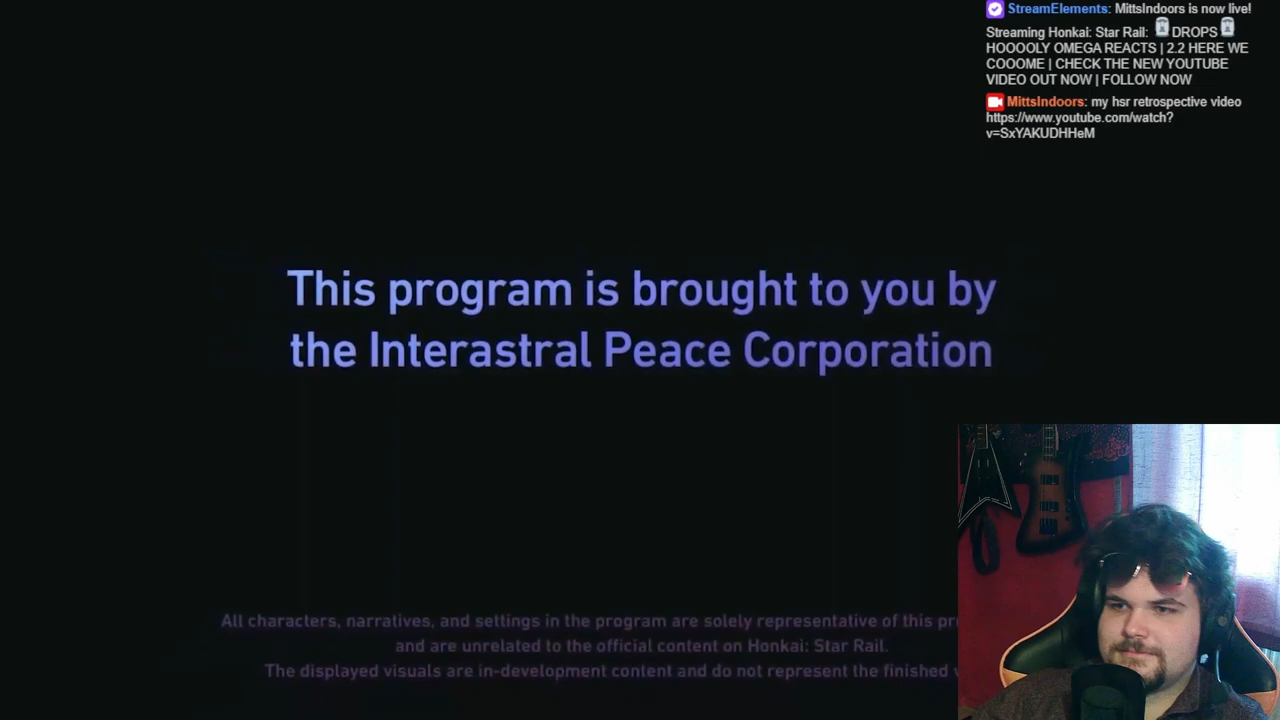 StreamElements: MittsIndoors is now live!
Streaming Honkai: Star Rail: DROPS
HOOOOLY OMEGA REACTS | 2.2 HERE WE
COOOME | CHECK THE NEW YOUTUBE
VIDEO OUT NOW | FOLLOW NOW
MittsIndoors: my hsr retrospective video
https://www.youtube.com/watch?
v=SxYAKUDHHeM
This program is brought to you by
the Interastral Peace Corporation
All characters, narratives, and settings in the program are solely representative of this
and are unrelated to the official content on Honkai: Star Rail.
The displayed visuals are in-development content and do not represent the finished